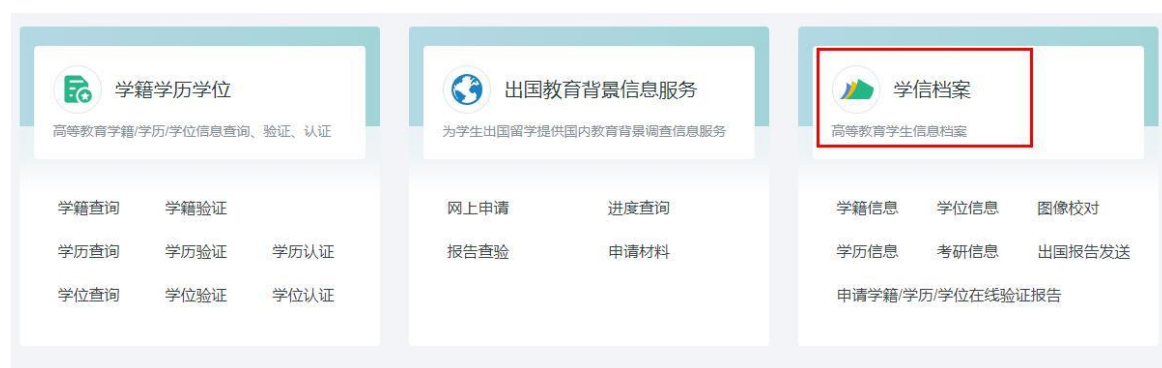 学籍学历学位
高等教育学籍/学历/学位信息查询、验证、认证
学籍查询 学籍验证
学历查询 学历验证 学历认证
学位查询 学位验证 学位认证
出国教育背景信息服务
为学生出国留学提供国内教育背景调查信息服务
网上申请 进度查询
报告查验 申请材料
学信档案
高等教育学生信息档案
学籍信息 学位信息 图像校对
学历信息 考研信息 出国报告发送
申请学籍/学历/学位在线验证报告